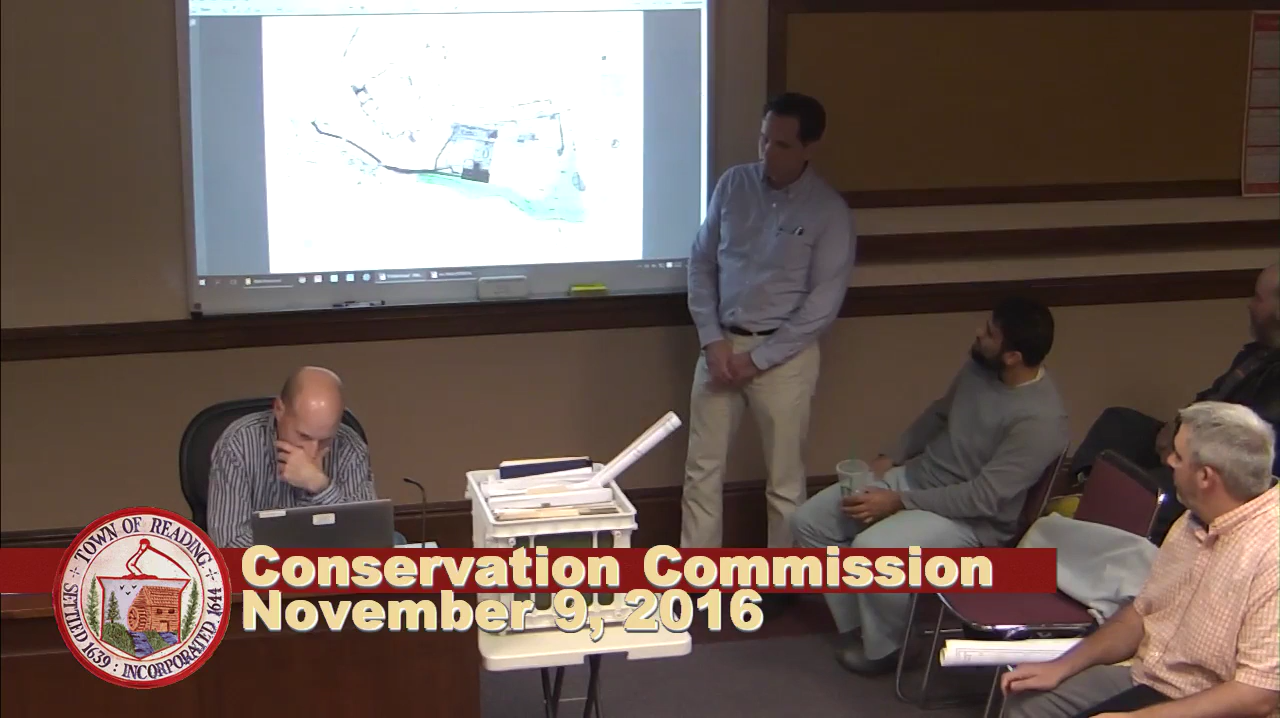 Conservation Commission
November 9, 2016
TOWN OF READING
SETTLED 1639 : INCORPORATED 1644